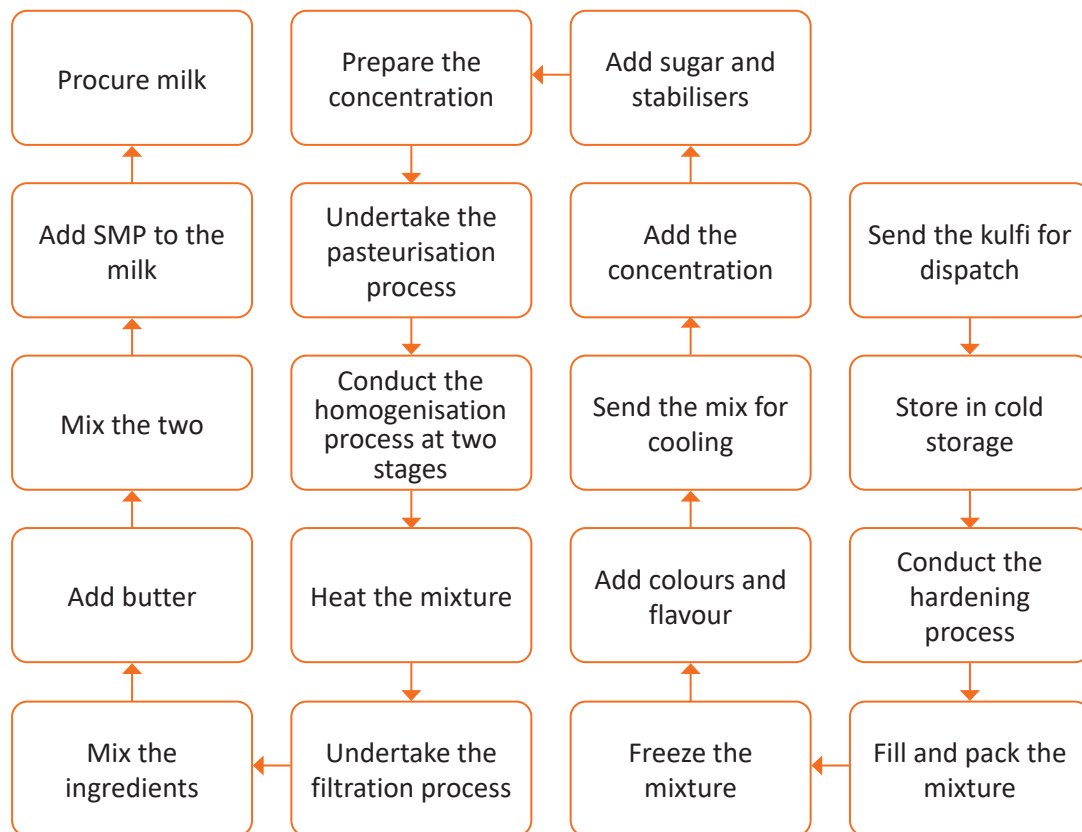 Procure milk
Prepare the
concentration
Add sugar and
stabilisers
Add SMP to the
milk
Undertake the
pasteurisation
process
Add the
concentration
Send the kulfi for
dispatch
Mix the two
Conduct the
homogenisation
process at two
stages
Send the mix for
cooling
Store in cold
storage
Add butter
Heat the mixture
Add colours and
flavour
Conduct the
hardening
process
Mix the
ingredients
Undertake the
filtration process
Freeze the
mixture
Fill and pack the
mixture